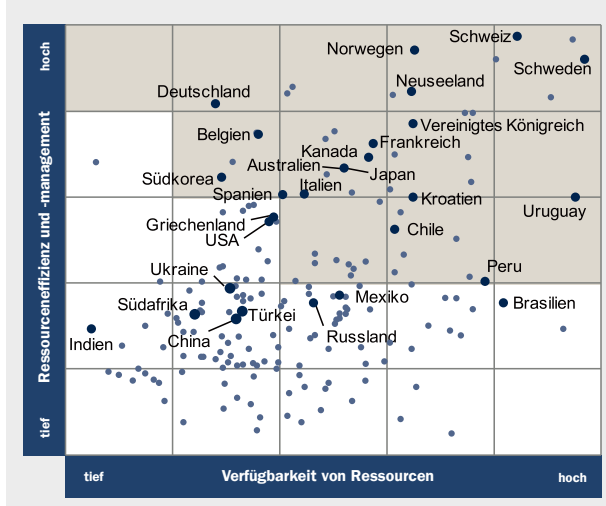 hoch
Ressourceneffizienz und -management
tief
Schweiz
Norwegen
Schweden
Neuseeland
Deutschland
Vereinigtes Königreich
Belgien
Frankreich
Kanada
Australien
Japan
Südkorea
Italien
Spanien
Kroatien
Uruguay
Griechenland
USA
Chile
Ukraine
Peru
Südafrika
Mexiko
Brasilien
Türkei
China
Russland
Indien
tief
Verfügbarkeit von Ressourcen
hoch